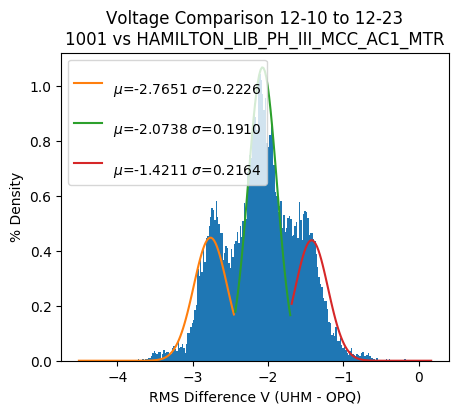 Voltage Comparison 12-10 to 12-23
1001 vs HAMILTON_LIB_PH_III_MCC_AC1_MTR
μ=-2.7651 σ=0.2226
μ=-2.0738 σ=0.1910
μ=-1.4211 σ=0.2164
% Density
1.0
0.8
0.6
0.4
0.2
0.0
−4 −3 −2 −1 0
RMS Difference V (UHM - OPQ)